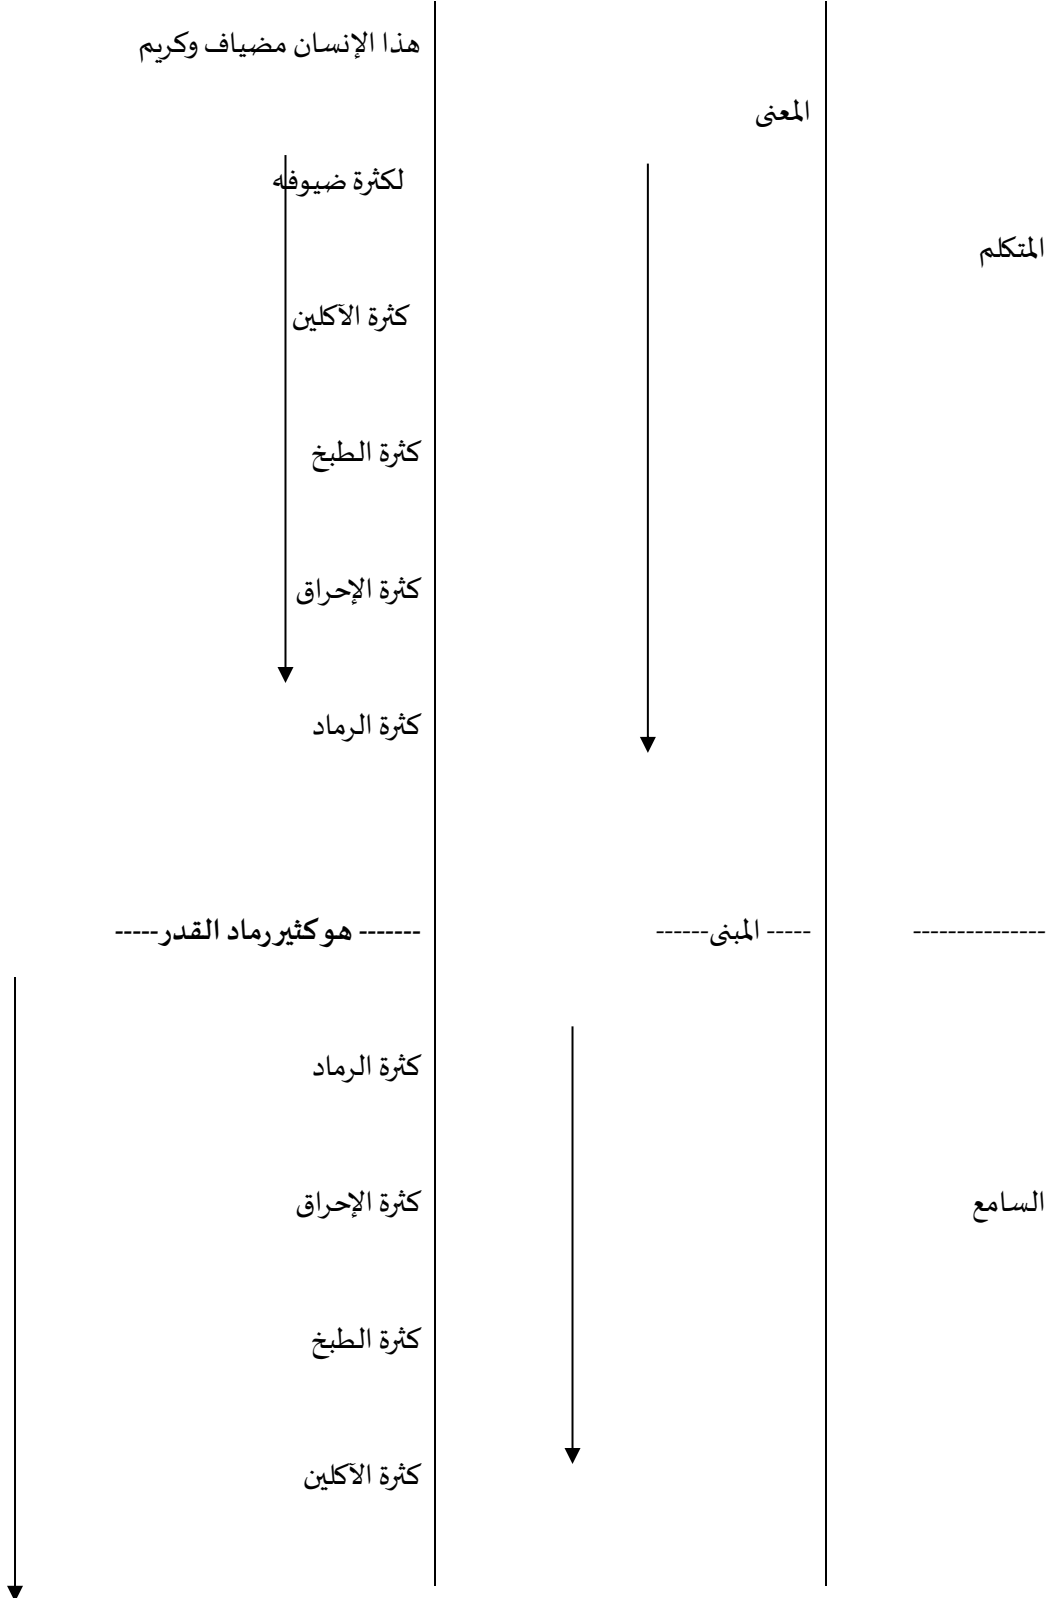 هذا الإنسان مضياف وكريم
المعنى
لكثرة ضيوفه
المتكلم
كثرة الآكلين
كثرة الطبخ
كثرة الإحراق
كثرة الرماد
--------------- ----- المبنى------ ------- هو كثير رماد القدر-----
كثرة الرماد
السامع كثرة الإحراق
كثرة الطبخ
كثرة الآكلين